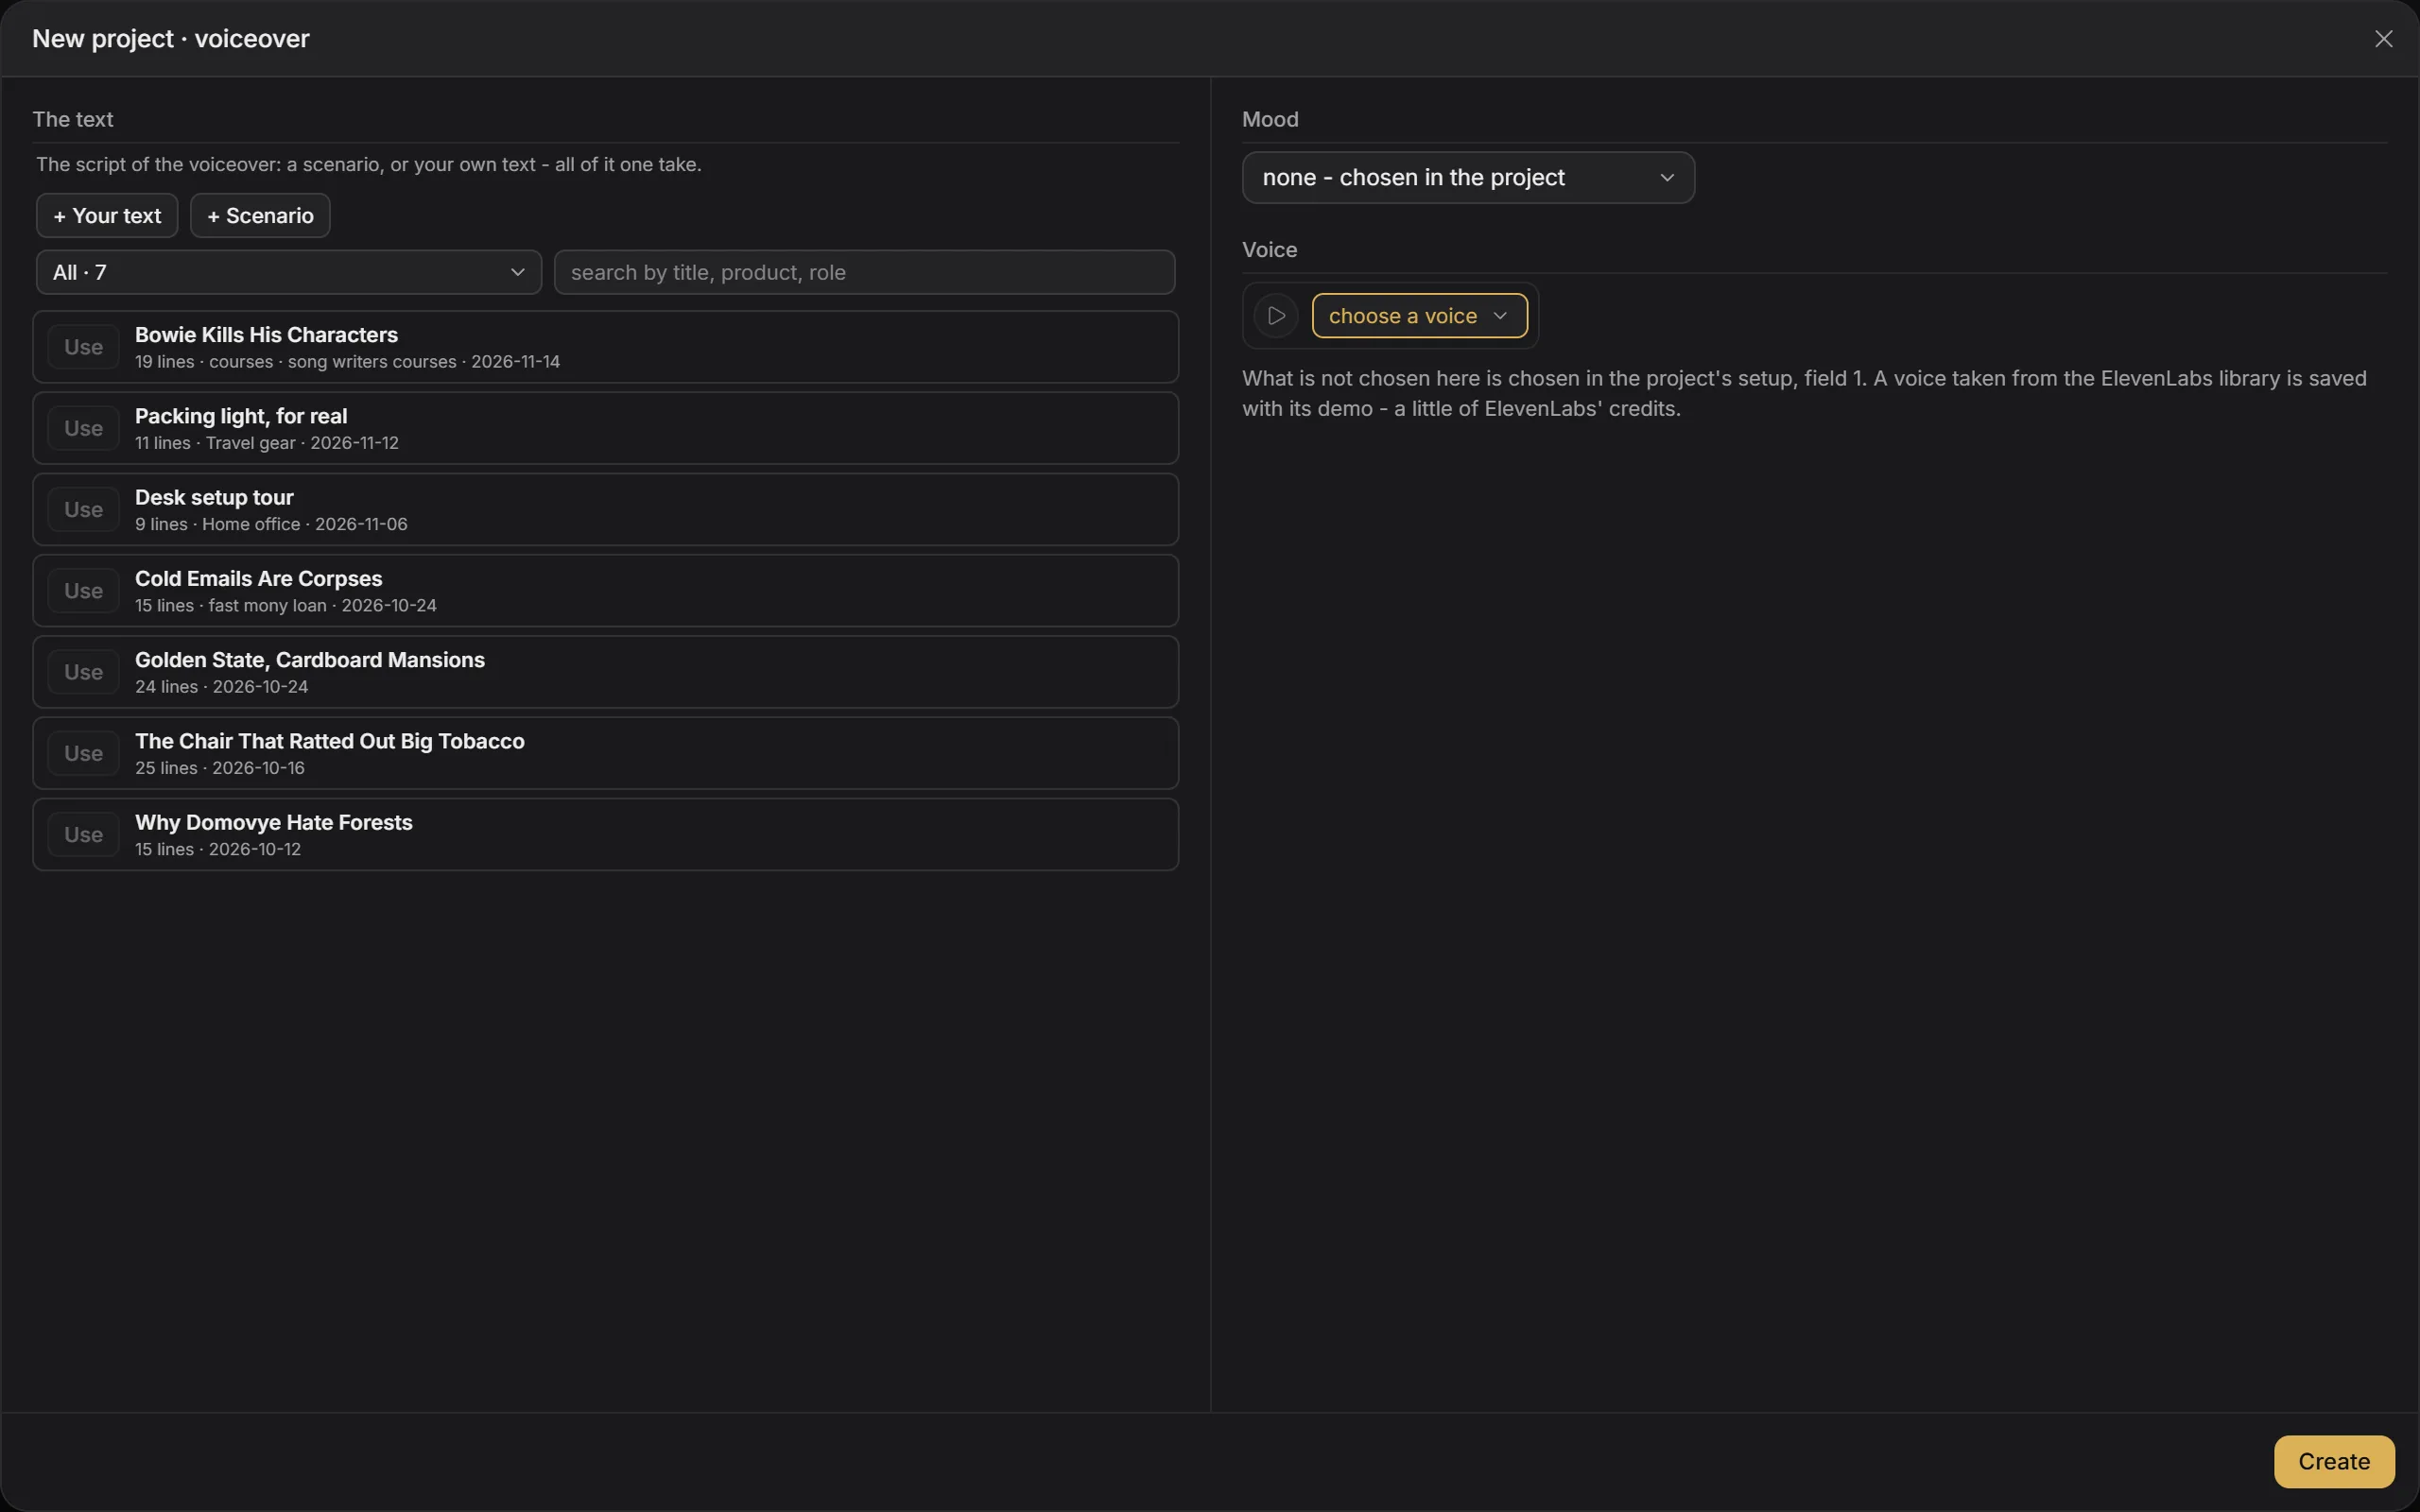 New project · voiceover
The text
The script of the voiceover: a scenario, or your own text - all of it one take.
+ Your text
+ Scenario
All · 7
search by title, product, role
Use
Bowie Kills His Characters
19 lines · courses · song writers courses · 2026-11-14
Use
Packing light, for real
11 lines · Travel gear · 2026-11-12
Use
Desk setup tour
9 lines · Home office · 2026-11-06
Use
Cold Emails Are Corpses
15 lines · fast mony loan · 2026-10-24
Use
Golden State, Cardboard Mansions
24 lines · 2026-10-24
Use
The Chair That Ratted Out Big Tobacco
25 lines · 2026-10-16
Use
Why Domovye Hate Forests
15 lines · 2026-10-12
Mood
none - chosen in the project
Voice
choose a voice
What is not chosen here is chosen in the project's setup, field 1. A voice taken from the ElevenLabs library is saved
with its demo - a little of ElevenLabs' credits.
Create